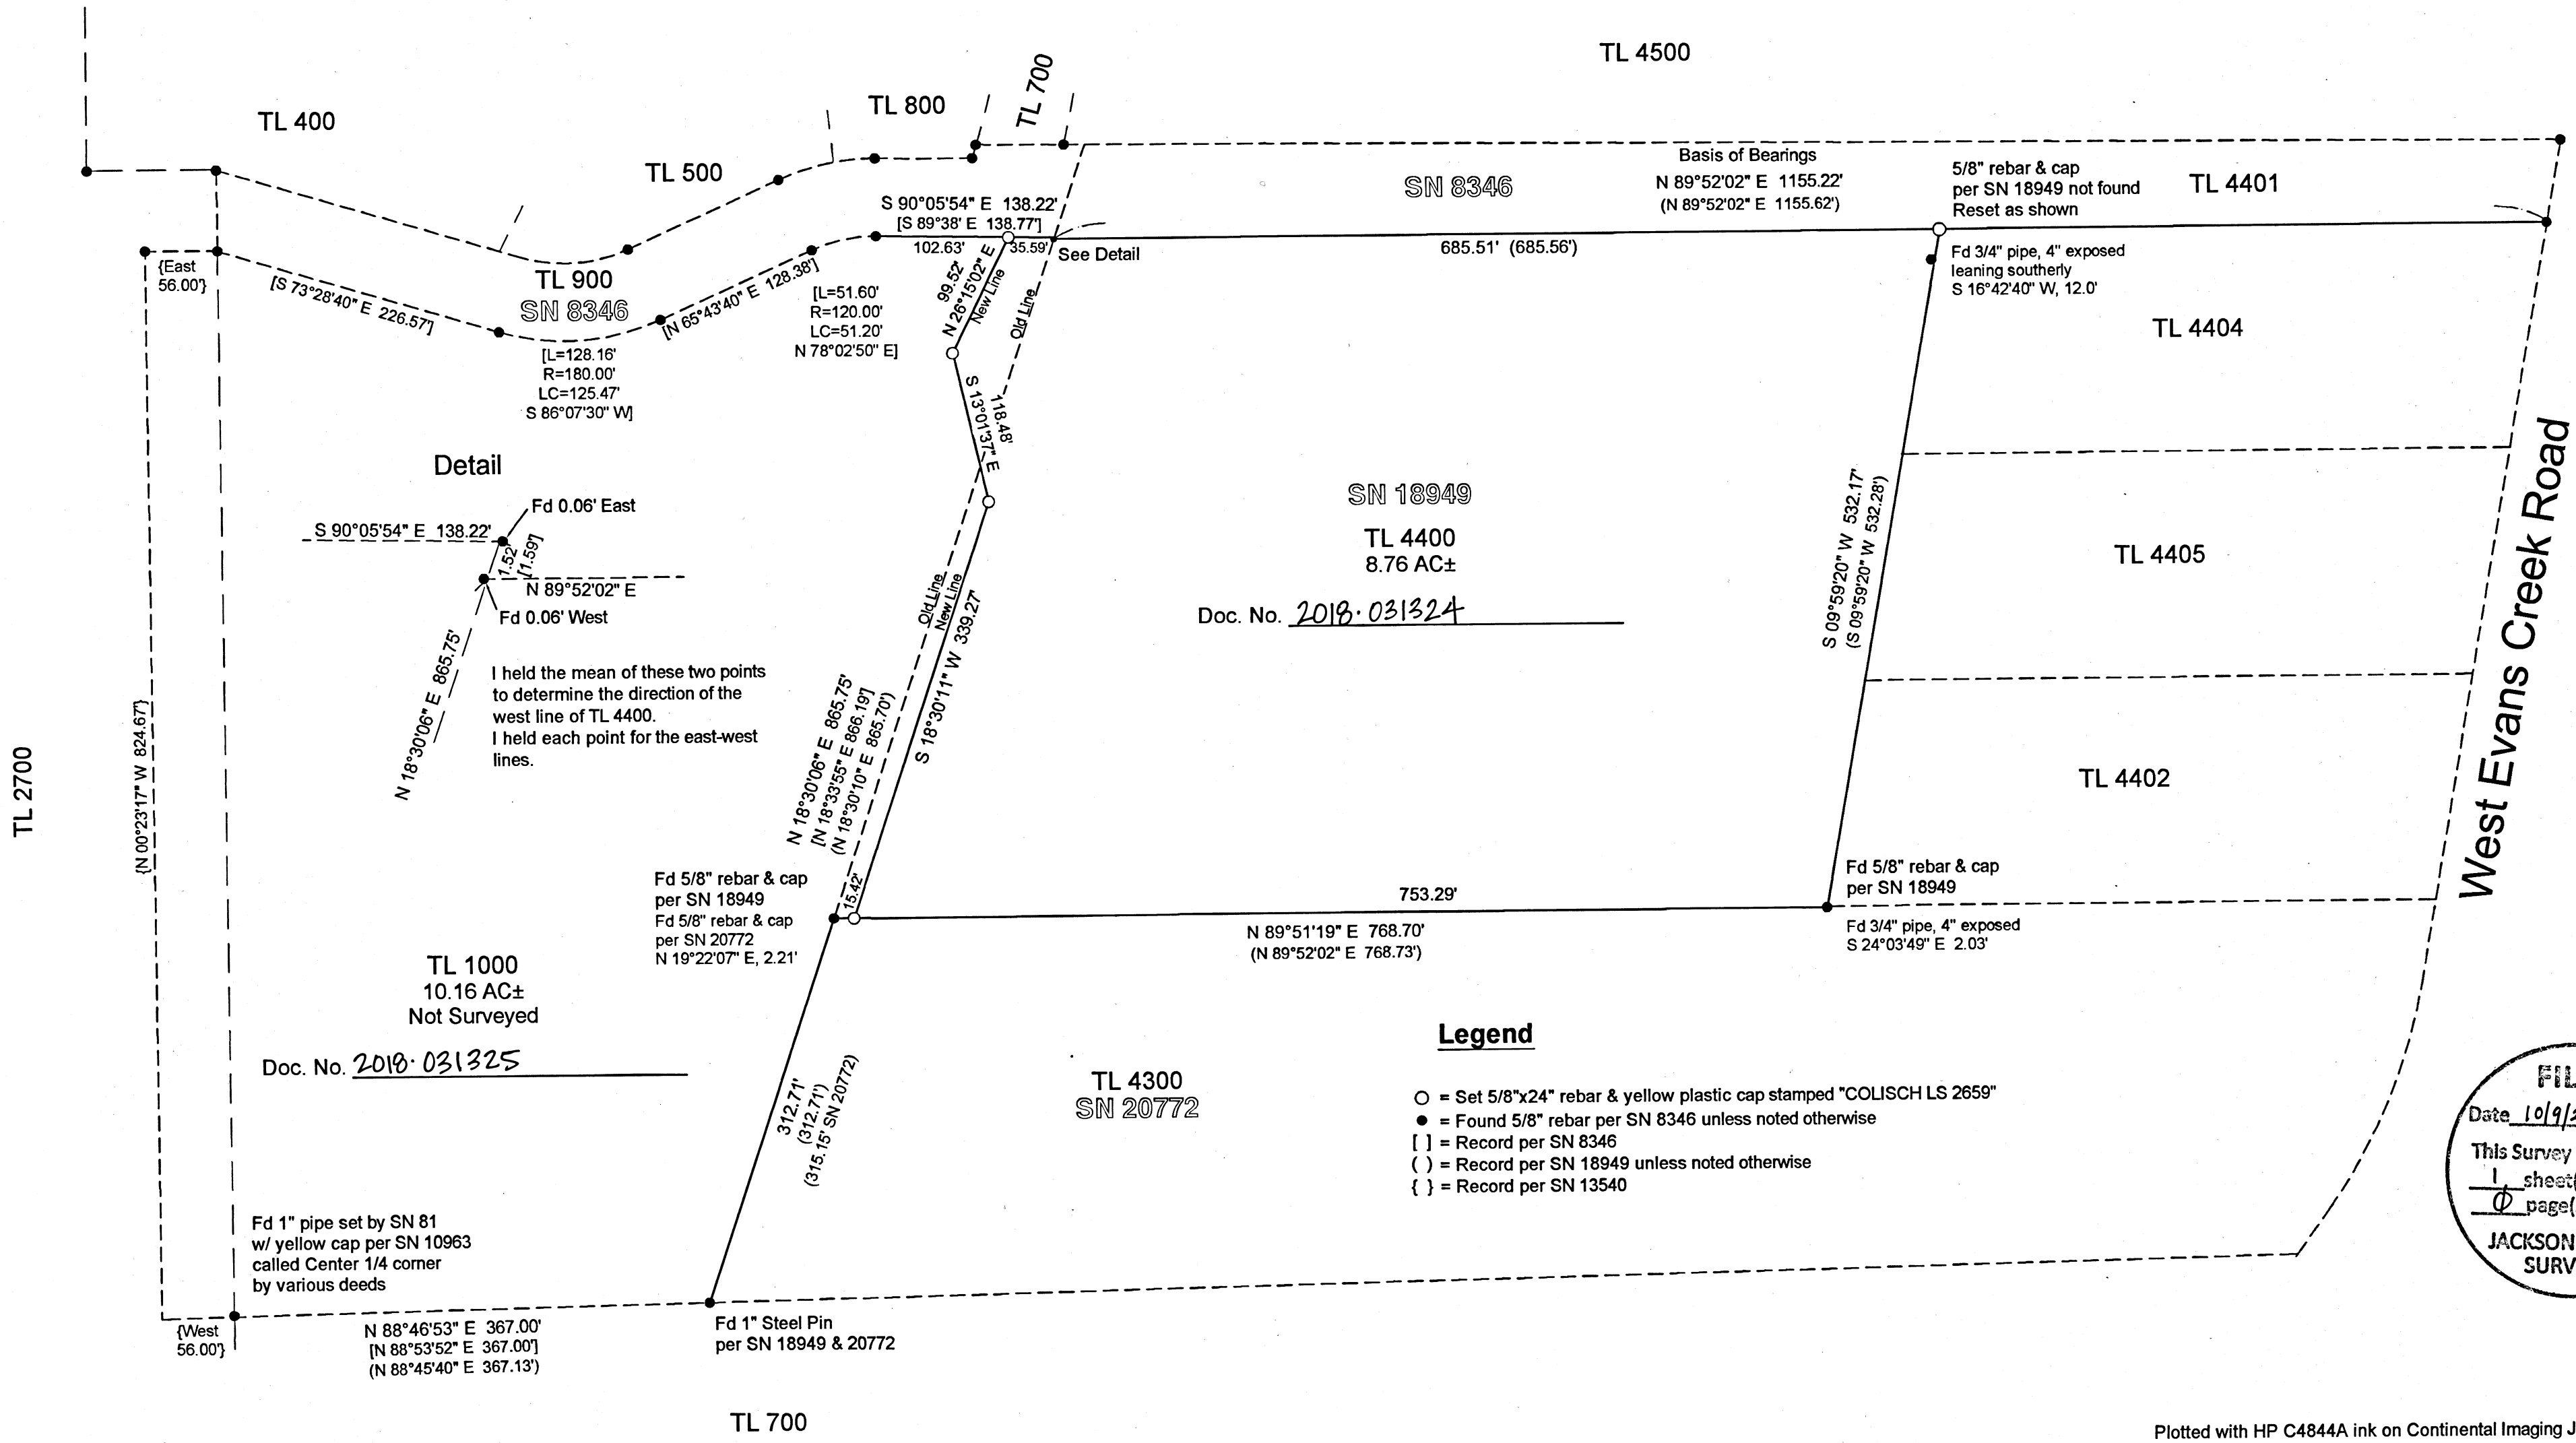 TL 4500
TL 700
TL 800
TL 400
TL 500
Basis of Bearings
N 89°52'02" E 1155.22'
(N 89°52'02" E 1155.62')
SN 8346
5/8" rebar & cap
per SN 18949 not found
Reset as shown
TL 4401
S 90°05'54" E 138.22'
[S 89°38' E 138.77']
102.63'
35.59'
See Detail
685.51' (685.56')
{East
56.00'}
[S 73°28'40" E 226.57']
TL 900
SN 8346
[N 65°43'40" E 128.38']
[L=128.16'
R=180.00'
LC=125.47'
S 86°07'30" W]
[L=51.60'
R=120.00'
LC=51.20'
N 78°02'50" E]
99.52'
N 26°15'02" E
New Line
Old Line
118.48'
S 13°01'37" E
Fd 3/4" pipe, 4" exposed
leaning southerly
S 16°42'40" W, 12.0'
TL 4404
Detail
Fd 0.06' East
S 90°05'54" E 138.22'
1.52'
[1.59']
N 89°52'02" E
Fd 0.06' West
N 18°30'06" E 865.75'
I held the mean of these two points
to determine the direction of the
west line of TL 4400.
I held each point for the east-west
lines.
SN 18949
TL 4400
8.76 AC±
Doc. No. 2018-031324
S 09°59'20" W 532.17'
(S 09°59'20" W 532.28')
TL 4405
West Evans Creek Road
Old Line
New Line
S 18°30'11" W 339.27'
N 18°30'06" E 865.75'
[N 18°33'55" E 866.19']
(N 18°30'10" E 865.70')
TL 2700
{N 00°23'17" W 824.67'}
TL 4402
Fd 5/8" rebar & cap
per SN 18949
Fd 5/8" rebar & cap
per SN 20772
N 19°22'07" E, 2.21'
15.42'
753.29'
N 89°51'19" E 768.70'
(N 89°52'02" E 768.73')
Fd 5/8" rebar & cap
per SN 18949
Fd 3/4" pipe, 4" exposed
S 24°03'49" E 2.03'
TL 1000
10.16 AC±
Not Surveyed
Doc. No. 2018-031325
312.71'
(312.71')
(315.15' SN 20772)
TL 4300
SN 20772
Legend
= Set 5/8"x24" rebar & yellow plastic cap stamped "COLISCH LS 2659"
= Found 5/8" rebar per SN 8346 unless noted otherwise
[ ] = Record per SN 8346
( ) = Record per SN 18949 unless noted otherwise
{ } = Record per SN 13540
Date 10/9/
This Survey
1 sheet
0 page(
JACKSON
SURV
Fd 1" pipe set by SN 81
w/ yellow cap per SN 10963
called Center 1/4 corner
by various deeds
{West
56.00'}
N 88°46'53" E 367.00'
[N 88°53'52" E 367.00']
(N 88°45'40" E 367.13')
Fd 1" Steel Pin
per SN 18949 & 20772
TL 700
Plotted with HP C4844A ink on Continental Imaging